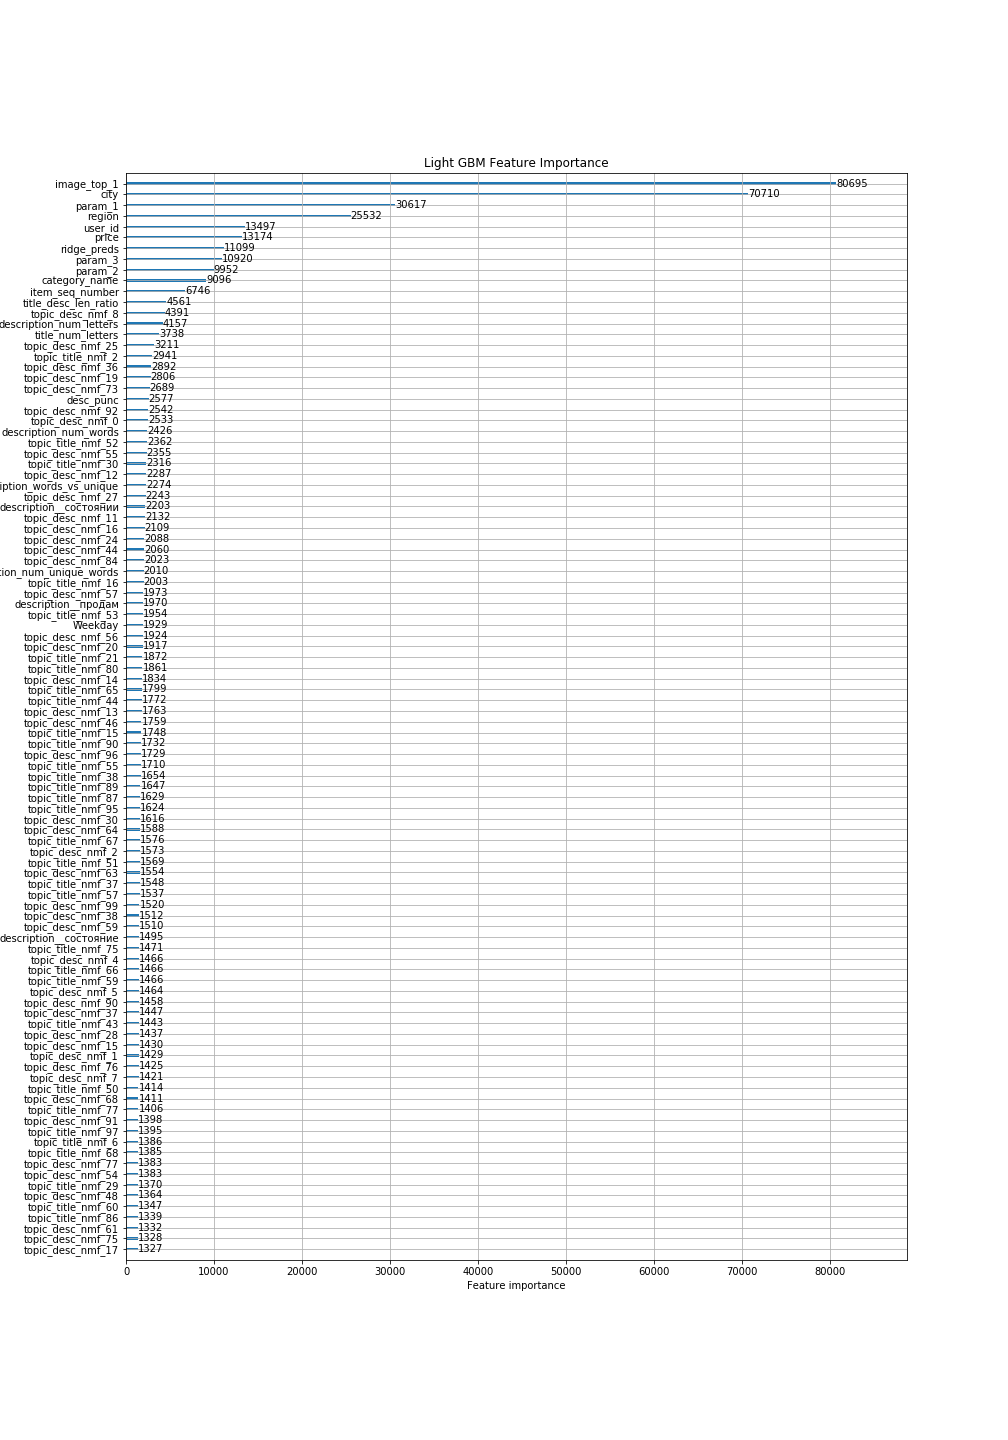 Light GBM Feature Importance
image_top_1 80695
city 70710
param_1 30617
region 25532
user_id 13497
price 13174
ridge_preds 11099
param_3 10920
param_2 9952
category_name 9096
item_seq_number 6746
title_desc_len_ratio 4561
topic_desc_nmf_8 4391
description_num_letters 4157
title_num_letters 3738
topic_desc_nmf_25 3211
topic_title_nmf_2 2941
topic_desc_nmf_36 2892
topic_desc_nmf_19 2806
topic_desc_nmf_73 2689
desc_punc 2577
topic_desc_nmf_92 2542
topic_desc_nmf_0 2533
description_num_words 2426
topic_title_nmf_52 2362
topic_desc_nmf_55 2355
topic_title_nmf_30 2316
topic_desc_nmf_12 2287
iption_words_vs_unique 2274
topic_desc_nmf_27 2243
description__состоянии 2203
topic_desc_nmf_11 2132
topic_desc_nmf_16 2109
topic_desc_nmf_24 2088
topic_desc_nmf_44 2060
topic_desc_nmf_84 2023
tion_num_unique_words 2010
topic_title_nmf_16 2003
topic_desc_nmf_57 1973
description__продам 1970
topic_title_nmf_53 1954
Weekday 1929
topic_desc_nmf_56 1924
topic_desc_nmf_20 1917
topic_title_nmf_21 1872
topic_title_nmf_80 1861
topic_desc_nmf_14 1834
topic_title_nmf_65 1799
topic_title_nmf_44 1772
topic_desc_nmf_13 1763
topic_desc_nmf_46 1759
topic_title_nmf_15 1748
topic_title_nmf_90 1732
topic_desc_nmf_96 1729
topic_title_nmf_55 1710
topic_title_nmf_38 1654
topic_title_nmf_89 1647
topic_title_nmf_87 1629
topic_title_nmf_95 1624
topic_desc_nmf_30 1616
topic_desc_nmf_64 1588
topic_title_nmf_67 1576
topic_desc_nmf_2 1573
topic_title_nmf_51 1569
topic_desc_nmf_63 1554
topic_title_nmf_37 1548
topic_title_nmf_57 1537
topic_desc_nmf_99 1520
topic_desc_nmf_38 1512
topic_desc_nmf_59 1510
description__состояние 1495
topic_title_nmf_75 1471
topic_desc_nmf_4 1466
topic_title_nmf_66 1466
topic_title_nmf_59 1466
topic_desc_nmf_5 1464
topic_desc_nmf_90 1458
topic_desc_nmf_37 1447
topic_title_nmf_43 1443
topic_desc_nmf_28 1437
topic_desc_nmf_15 1430
topic_desc_nmf_1 1429
topic_desc_nmf_76 1425
topic_desc_nmf_7 1421
topic_title_nmf_50 1414
topic_desc_nmf_68 1411
topic_title_nmf_77 1406
topic_desc_nmf_91 1398
topic_title_nmf_97 1395
topic_title_nmf_6 1386
topic_title_nmf_68 1385
topic_desc_nmf_77 1383
topic_desc_nmf_54 1383
topic_title_nmf_29 1370
topic_desc_nmf_48 1364
topic_title_nmf_60 1347
topic_title_nmf_86 1339
topic_desc_nmf_61 1332
topic_desc_nmf_75 1328
topic_desc_nmf_17 1327
0 10000 20000 30000 40000 50000 60000 70000 80000
Feature importance